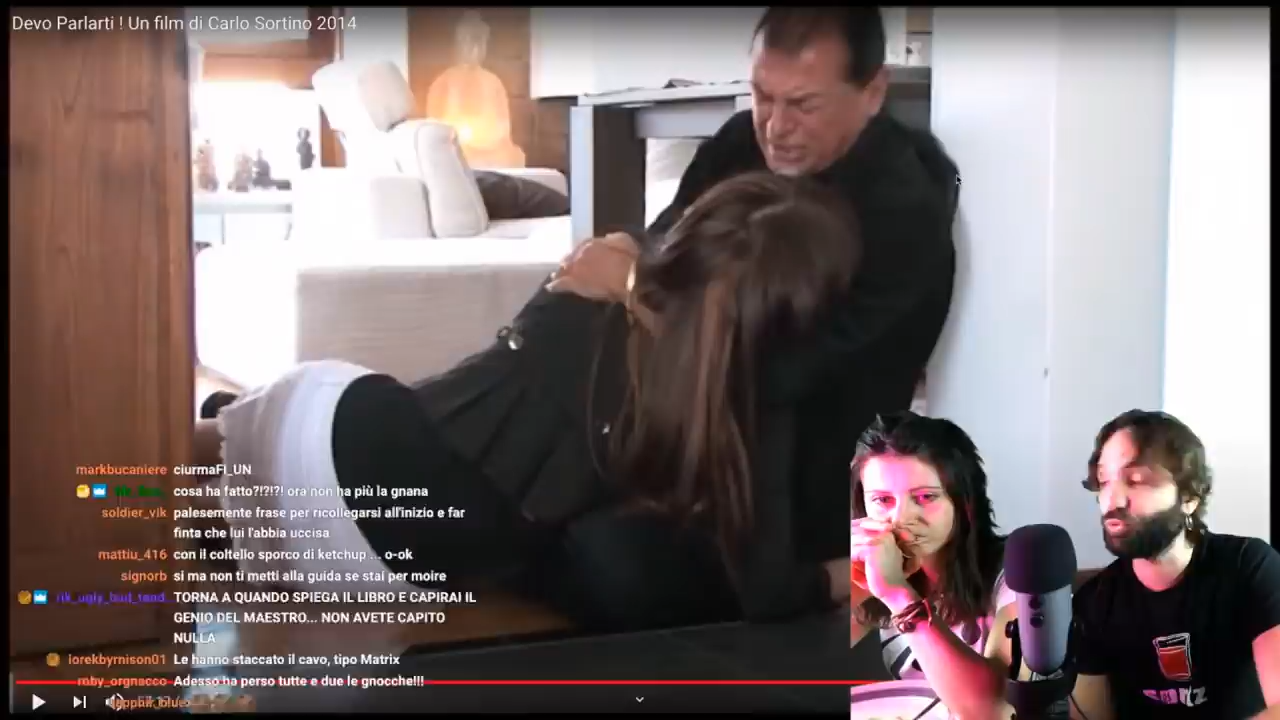 Devo Parlarti ! Un film di Carlo Sortino 2014
markbucaniere ciurmaFI_UN
cosa ha fatto?!?!?! ora non ha più la gnana
soldier_vik palesemente frase per ricollegarsi all'inizio e far
finta che lui l'abbia uccisa
mattiu_416 con il coltello sporco di ketchup ... o-ok
signorb si ma non ti metti alla guida se stai per moire
TORNA A QUANDO SPIEGA IL LIBRO E CAPIRAI IL
GENIO DEL MAESTRO... NON AVETE CAPITO
NULLA
lorekbyrnison01 Le hanno staccato il cavo, tipo Matrix
mby_orgnacco Adesso ha perso tutte e due le gnocche!!!